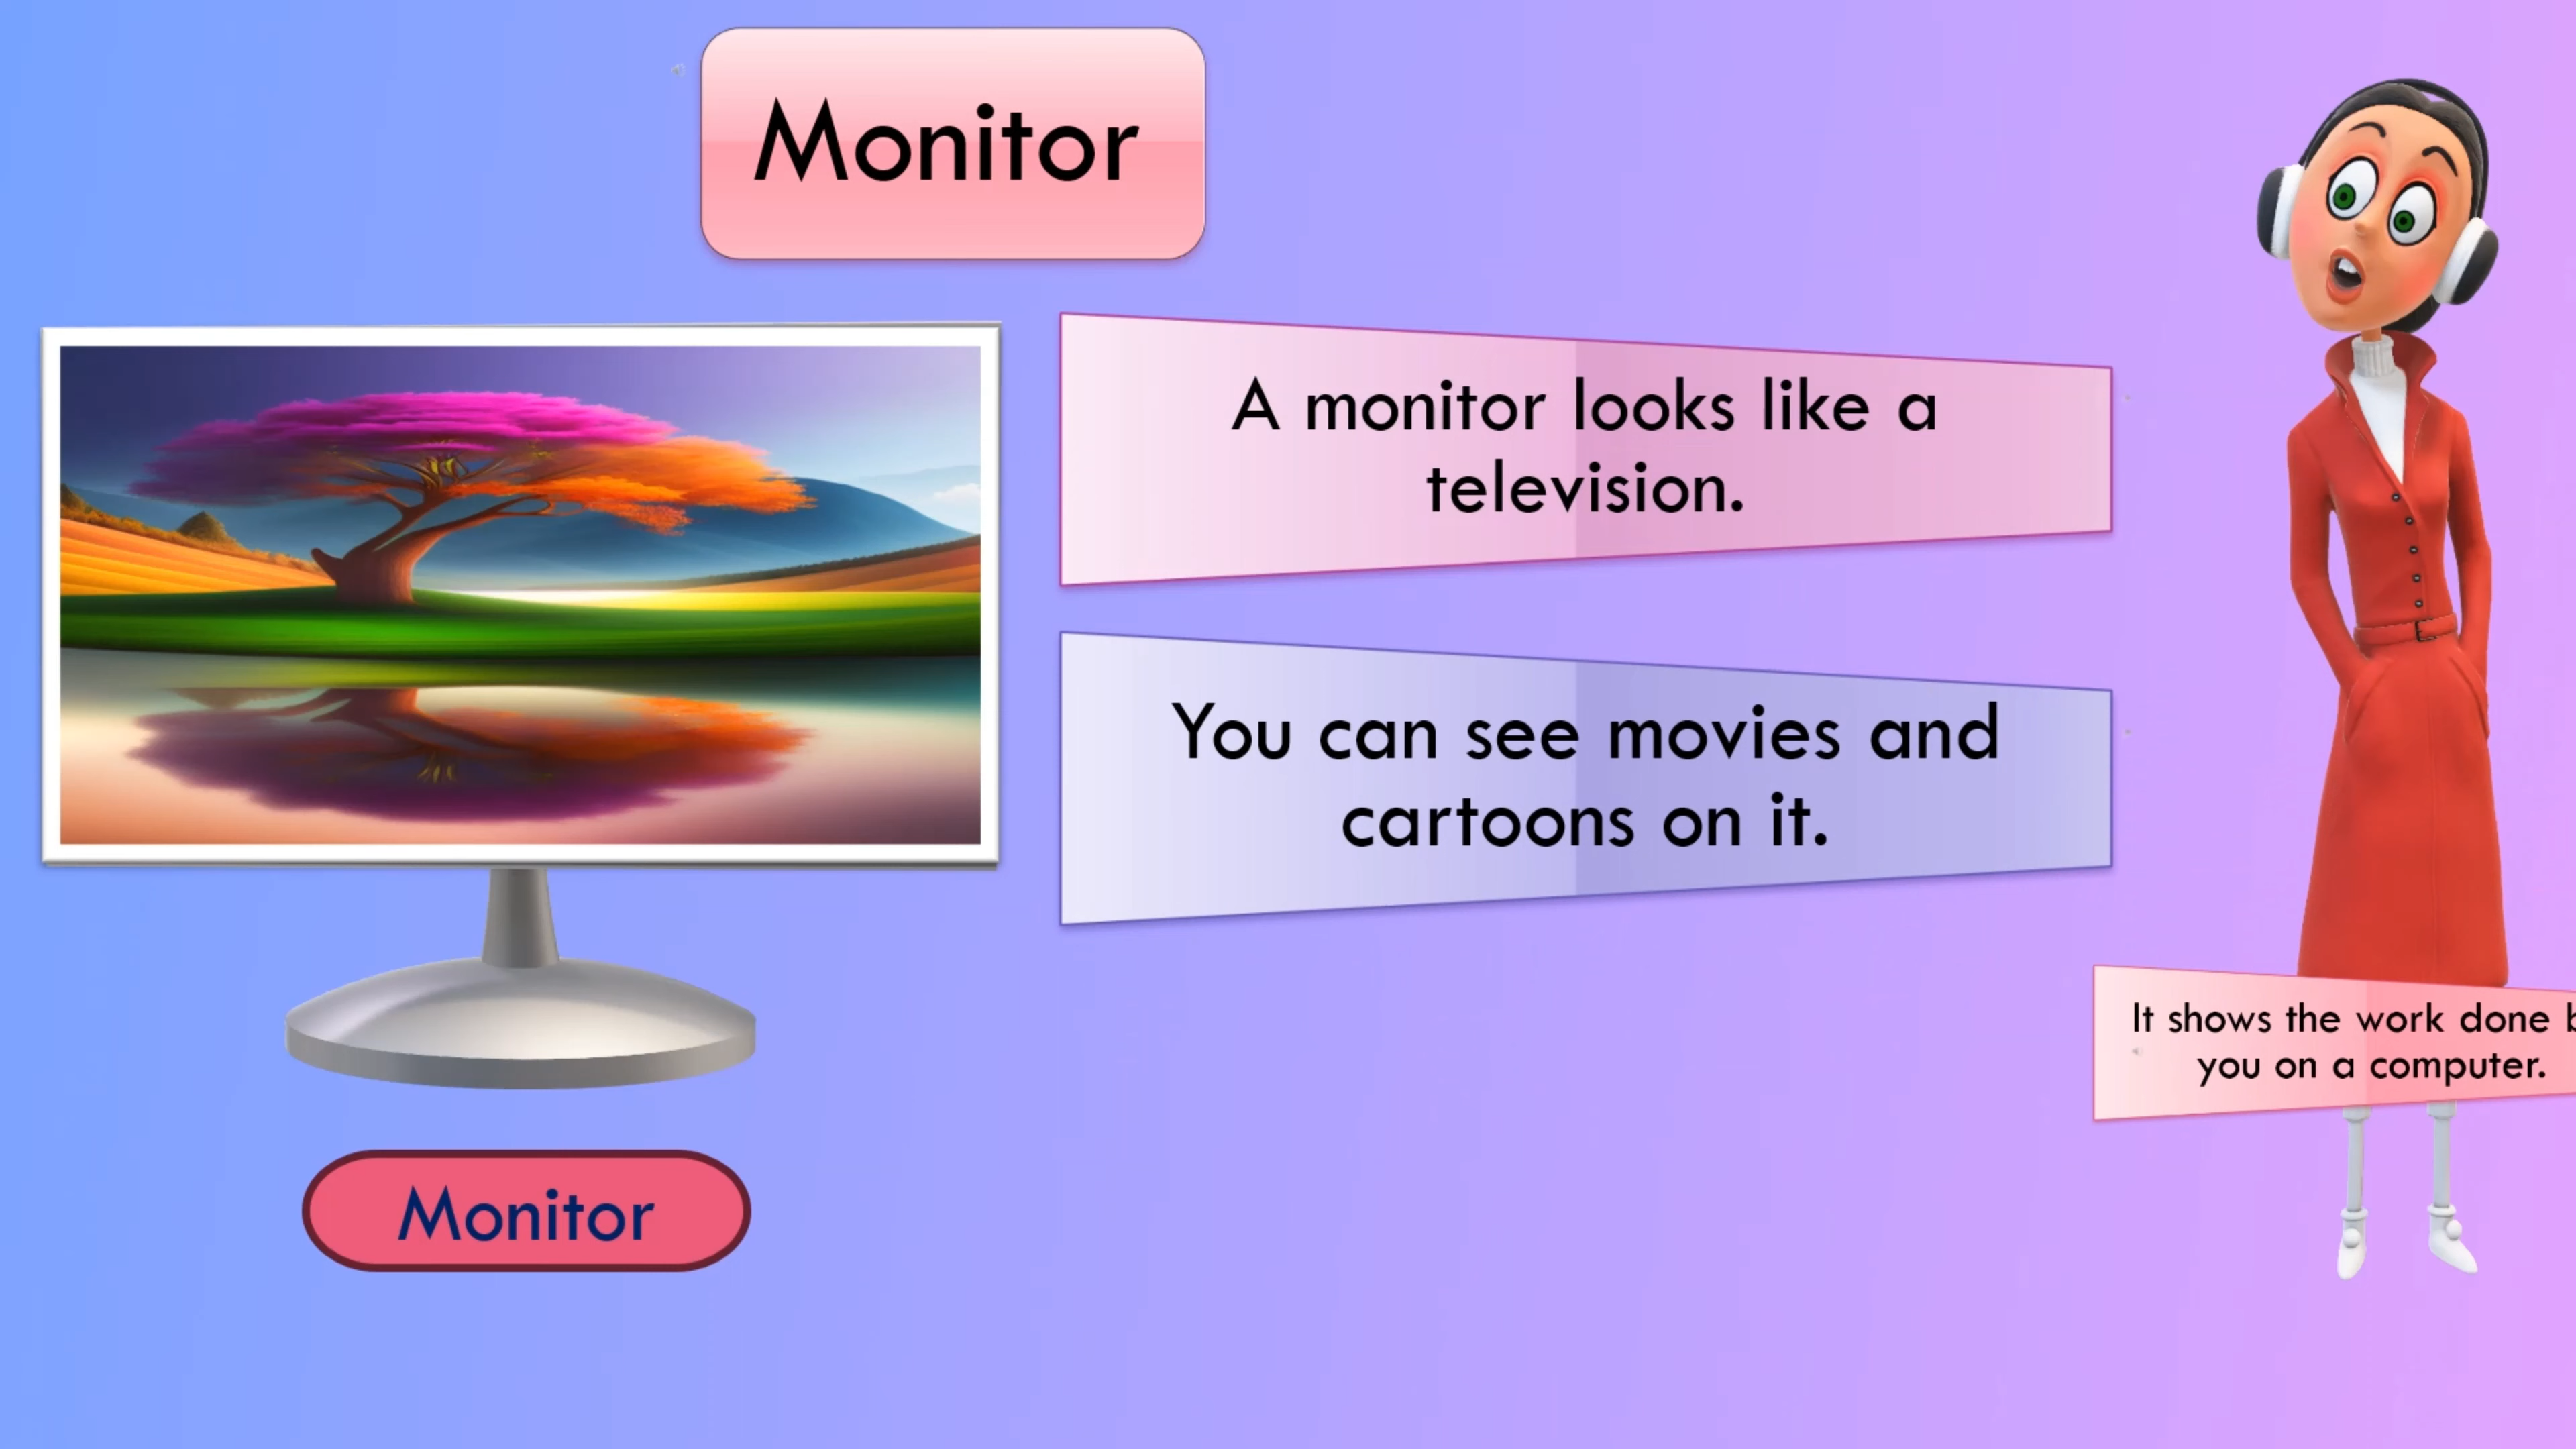 Monitor
A monitor looks like a
television.
You can see movies and
cartoons on it.
It shows the work done
you on a computer.
Monitor